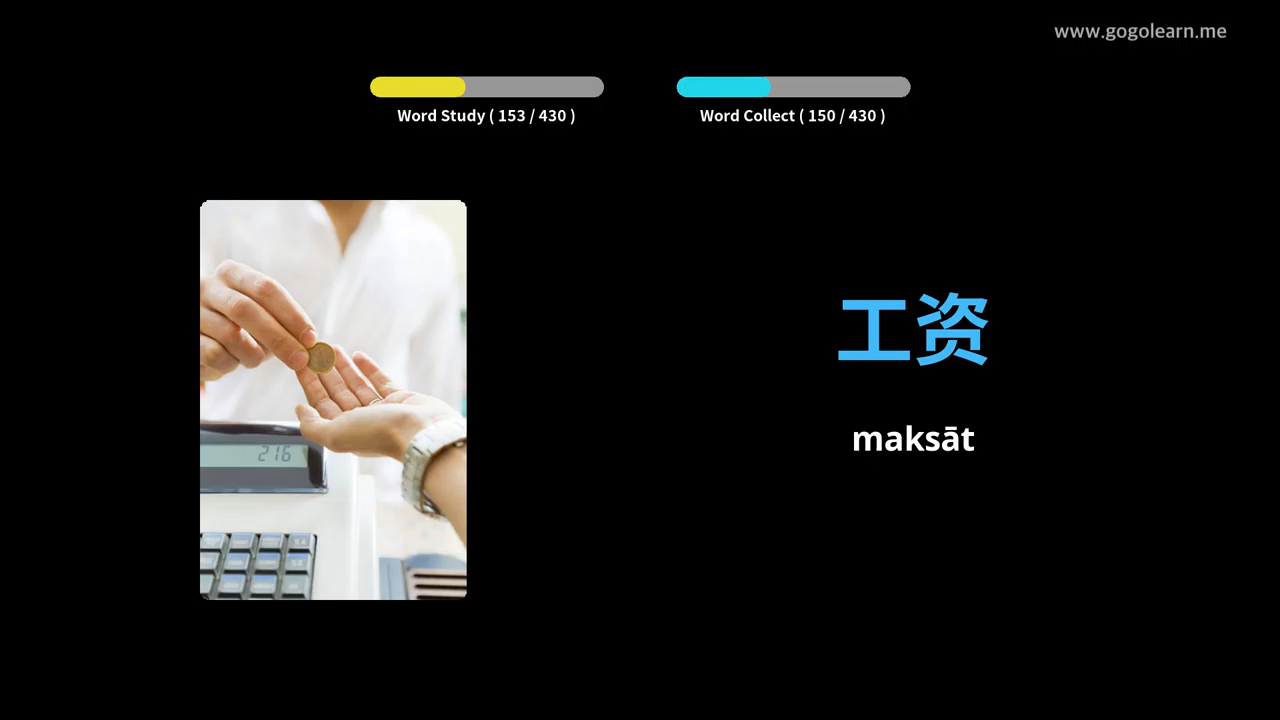 www.gogolearn.me
Word Study ( 153 / 430 )
Word Collect ( 150 / 430 )
工资
maksāt
216